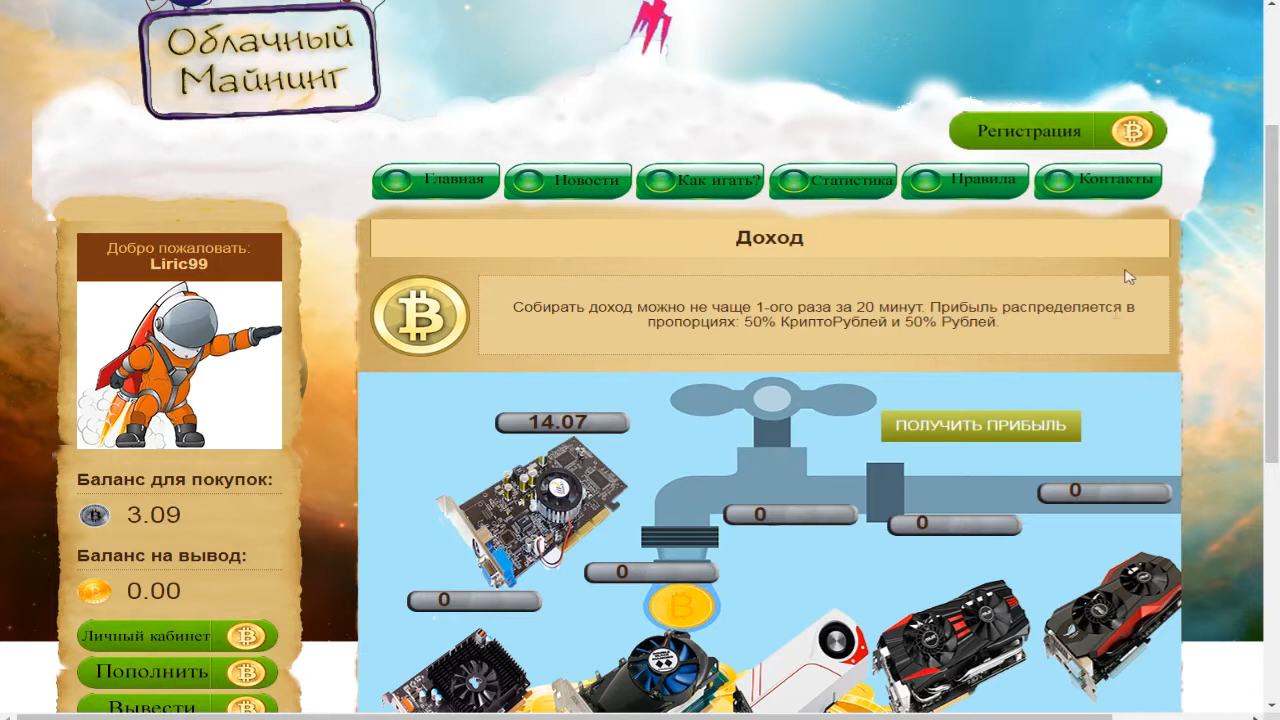 Облачный
Майнинг
Регистрация
Главная
Новости
Как играть?
Статистика
Правила
Контакты
Добро пожаловать:
Liric99
Доход
Собирать доход можно не чаще 1-ого раза за 20 минут. Прибыль распределяется в
пропорциях: 50% КриптоРублей и 50% Рублей.
14.07
ПОЛУЧИТЬ ПРИБЫЛЬ
0
0
0
0
0
Баланс для покупок:
3.09
Баланс на вывод:
0.00
Личный кабинет
Пополнить
Вывести